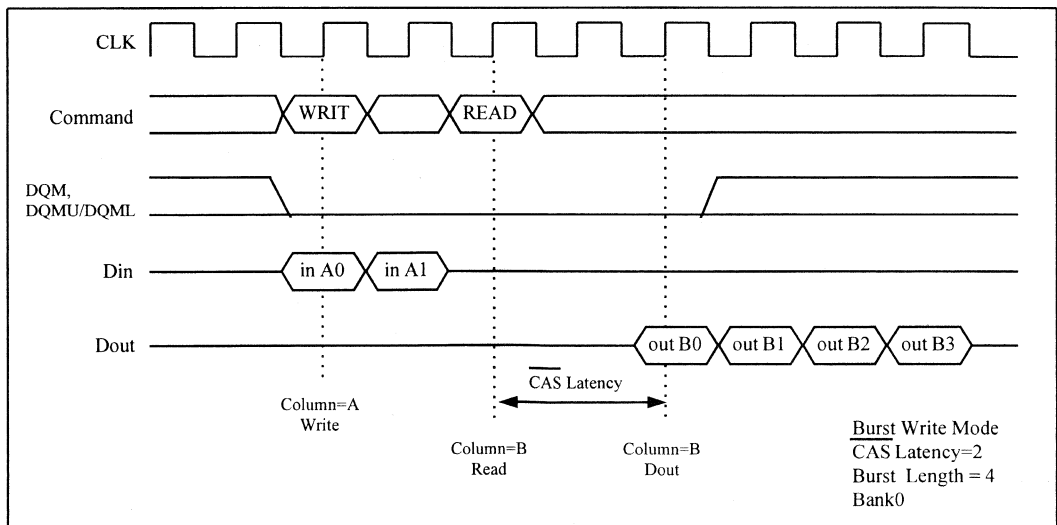 CLK
Command
WRIT
READ
DQM,
DQMU/DQML
Din
in A0
in A1
Dout
out B0
out B1
out B2
out B3
CAS Latency
Column=A
Write
Column=B
Read
Column=B
Dout
Burst Write Mode
CAS Latency=2
Burst Length = 4
Bank0